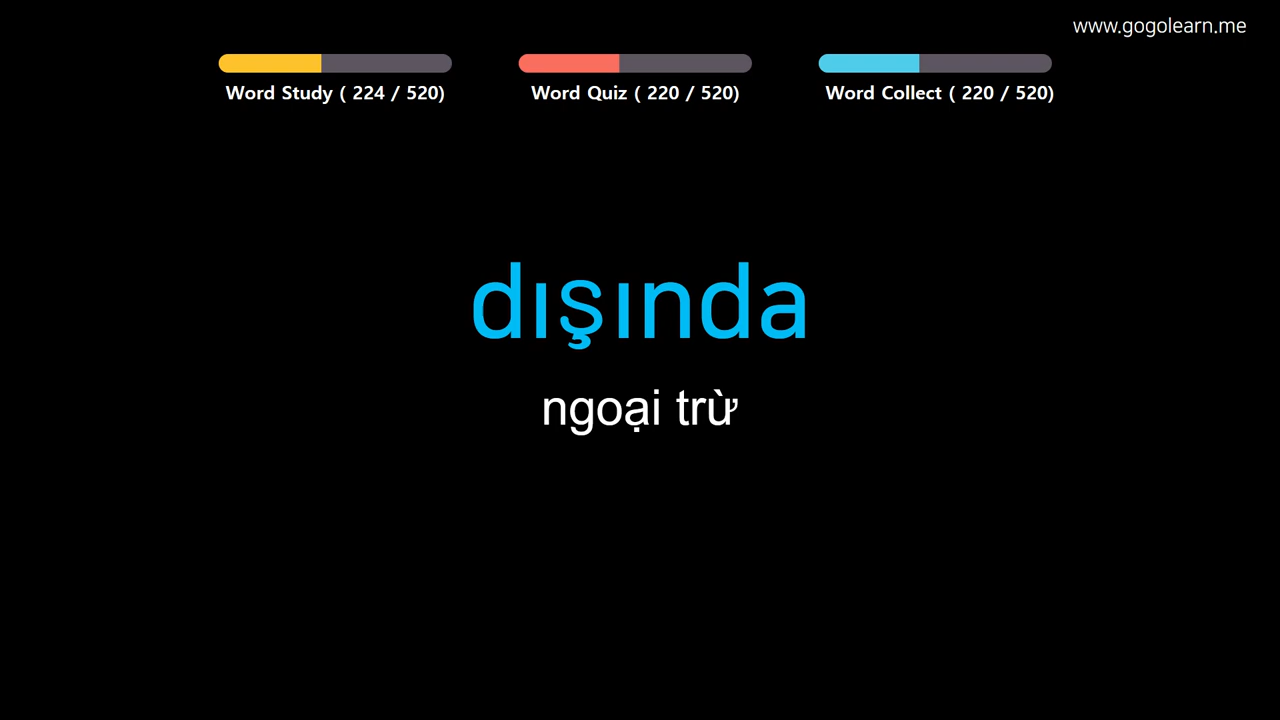 www.gogolearn.me
Word Study ( 224 / 520)
Word Quiz ( 220 / 520)
Word Collect ( 220 / 520)
dışında
ngoại trừ